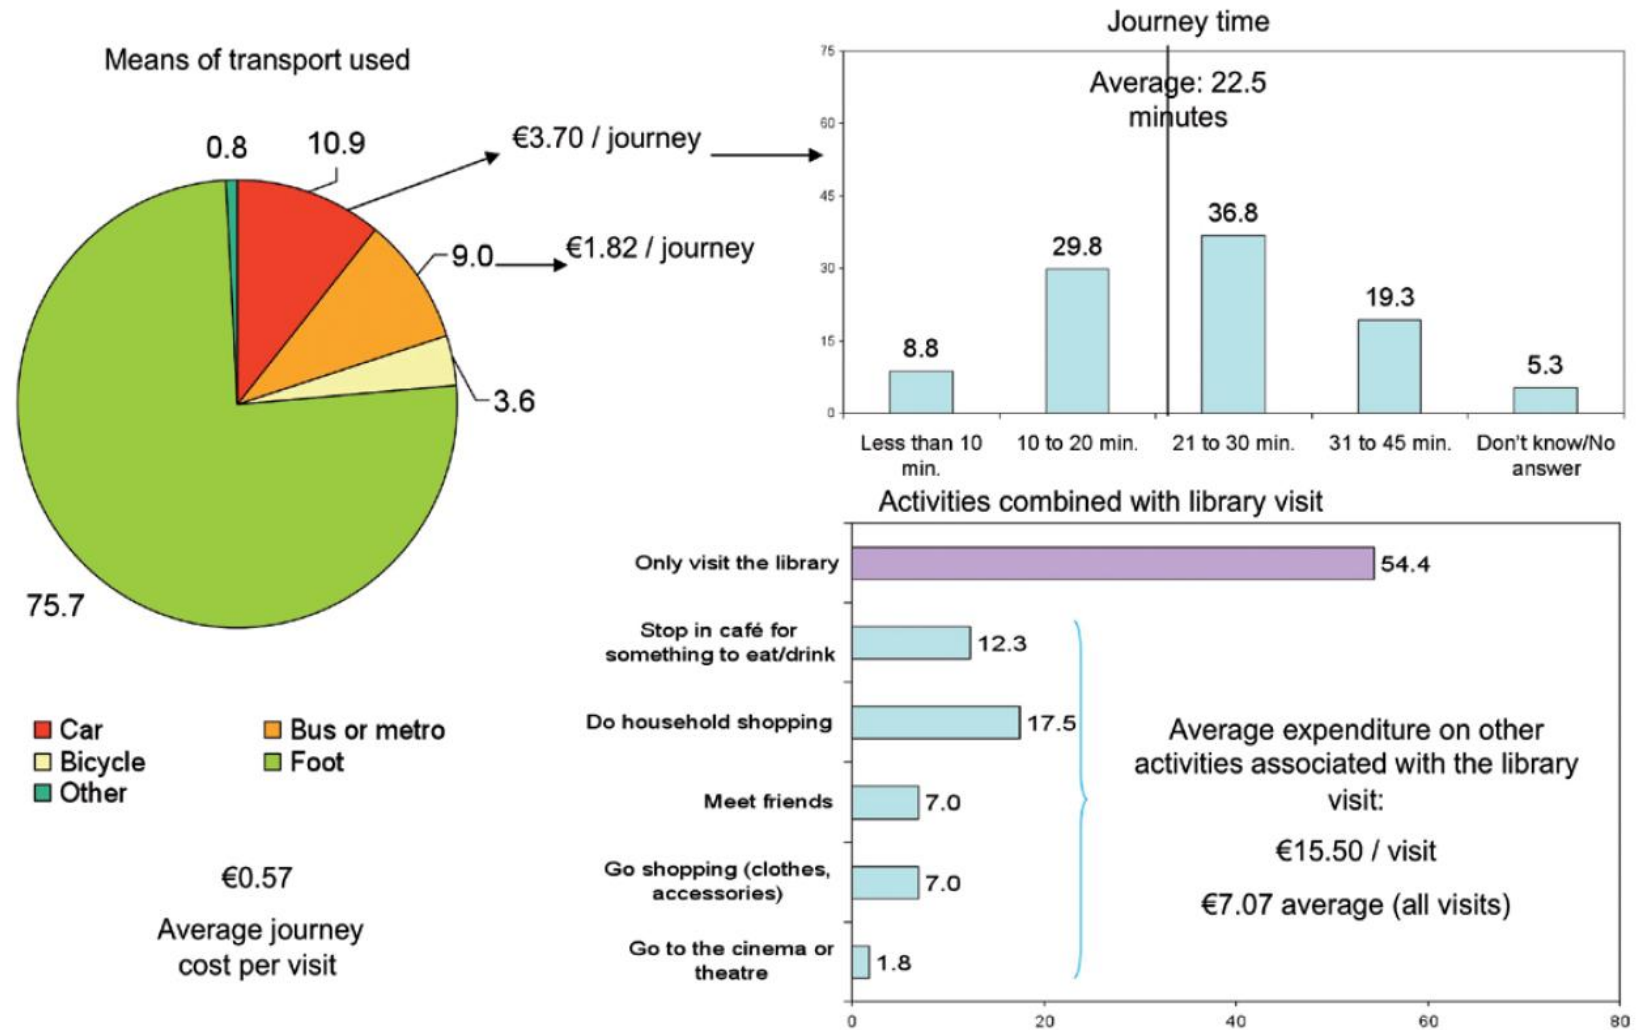 Means of transport used
0.8
10.9
€3.70 / journey
9.0
€1.82 / journey
3.6
75.7
Car
Bus or metro
Bicycle
Foot
Other
€0.57
Average journey
cost per visit
Journey time
Average: 22.5
minutes
75
60
45
30
15
0
8.8
29.8
36.8
19.3
5.3
Less than 10
min.
10 to 20 min.
21 to 30 min.
31 to 45 min.
Don't know/No
answer
Activities combined with library visit
Only visit the library
54.4
Stop in café for
something to eat/drink
12.3
Do household shopping
17.5
Meet friends
7.0
Go shopping (clothes,
accessories)
7.0
Go to the cinema or
theatre
1.8
Average expenditure on other
activities associated with the library
visit:
€15.50 / visit
€7.07 average (all visits)
0
20
40
60
80